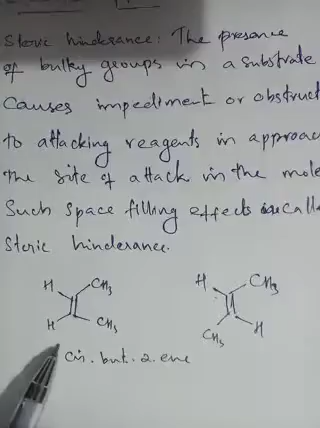 Steric hinderance: The presence
of bulky groups in a substrate
Causes impediment or obstruct
to attacking reagents in approac
The site of attack in the mole
Such space filling effects are calle
Steric hinderance.
H CH3 H CH3
H CH3 CH3 H
Cis. but. 2. ene